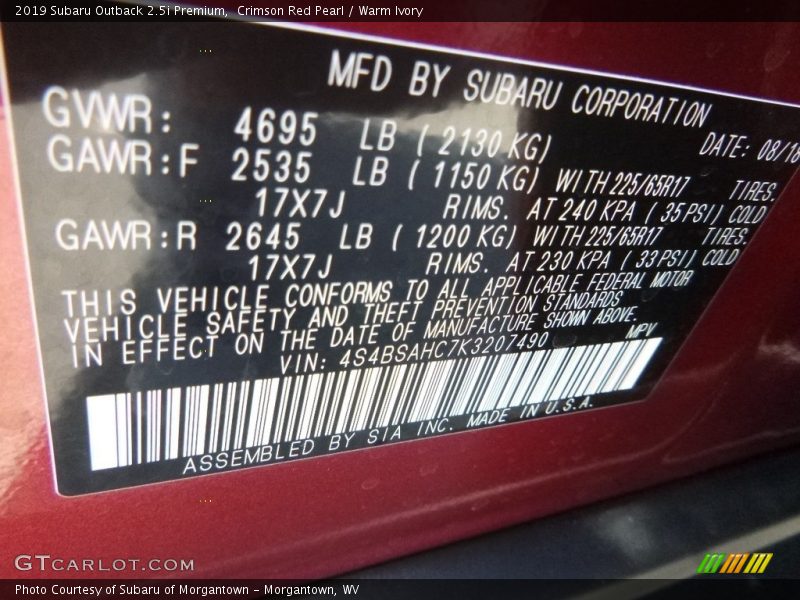 2019 Subaru Outback 2.5i Premium,  Crimson Red Pearl / Warm Ivory
MFD BY SUBARU CORPORATION
GVWR: 4695 LB ( 2130 KG) DATE: 08/18
GAWR:F 2535 LB ( 1150 KG) WITH 225/65R17 TIRES.
17X7J RIMS. AT 240 KPA ( 35 PSI) COLD
GAWR:R 2645 LB ( 1200 KG) WITH 225/65R17 TIRES.
17X7J RIMS. AT 230 KPA ( 33 PSI) COLD
THIS VEHICLE CONFORMS TO ALL APPLICABLE FEDERAL MOTOR
VEHICLE SAFETY AND THEFT PREVENTION STANDARDS
IN EFFECT ON THE DATE OF MANUFACTURE SHOWN ABOVE.
VIN: 4S4BSAHC7K3207490 MPV
ASSEMBLED BY SIA INC. MADE IN U.S.A.
GTCARLOT.COM
Photo Courtesy of Subaru of Morgantown – Morgantown, WV